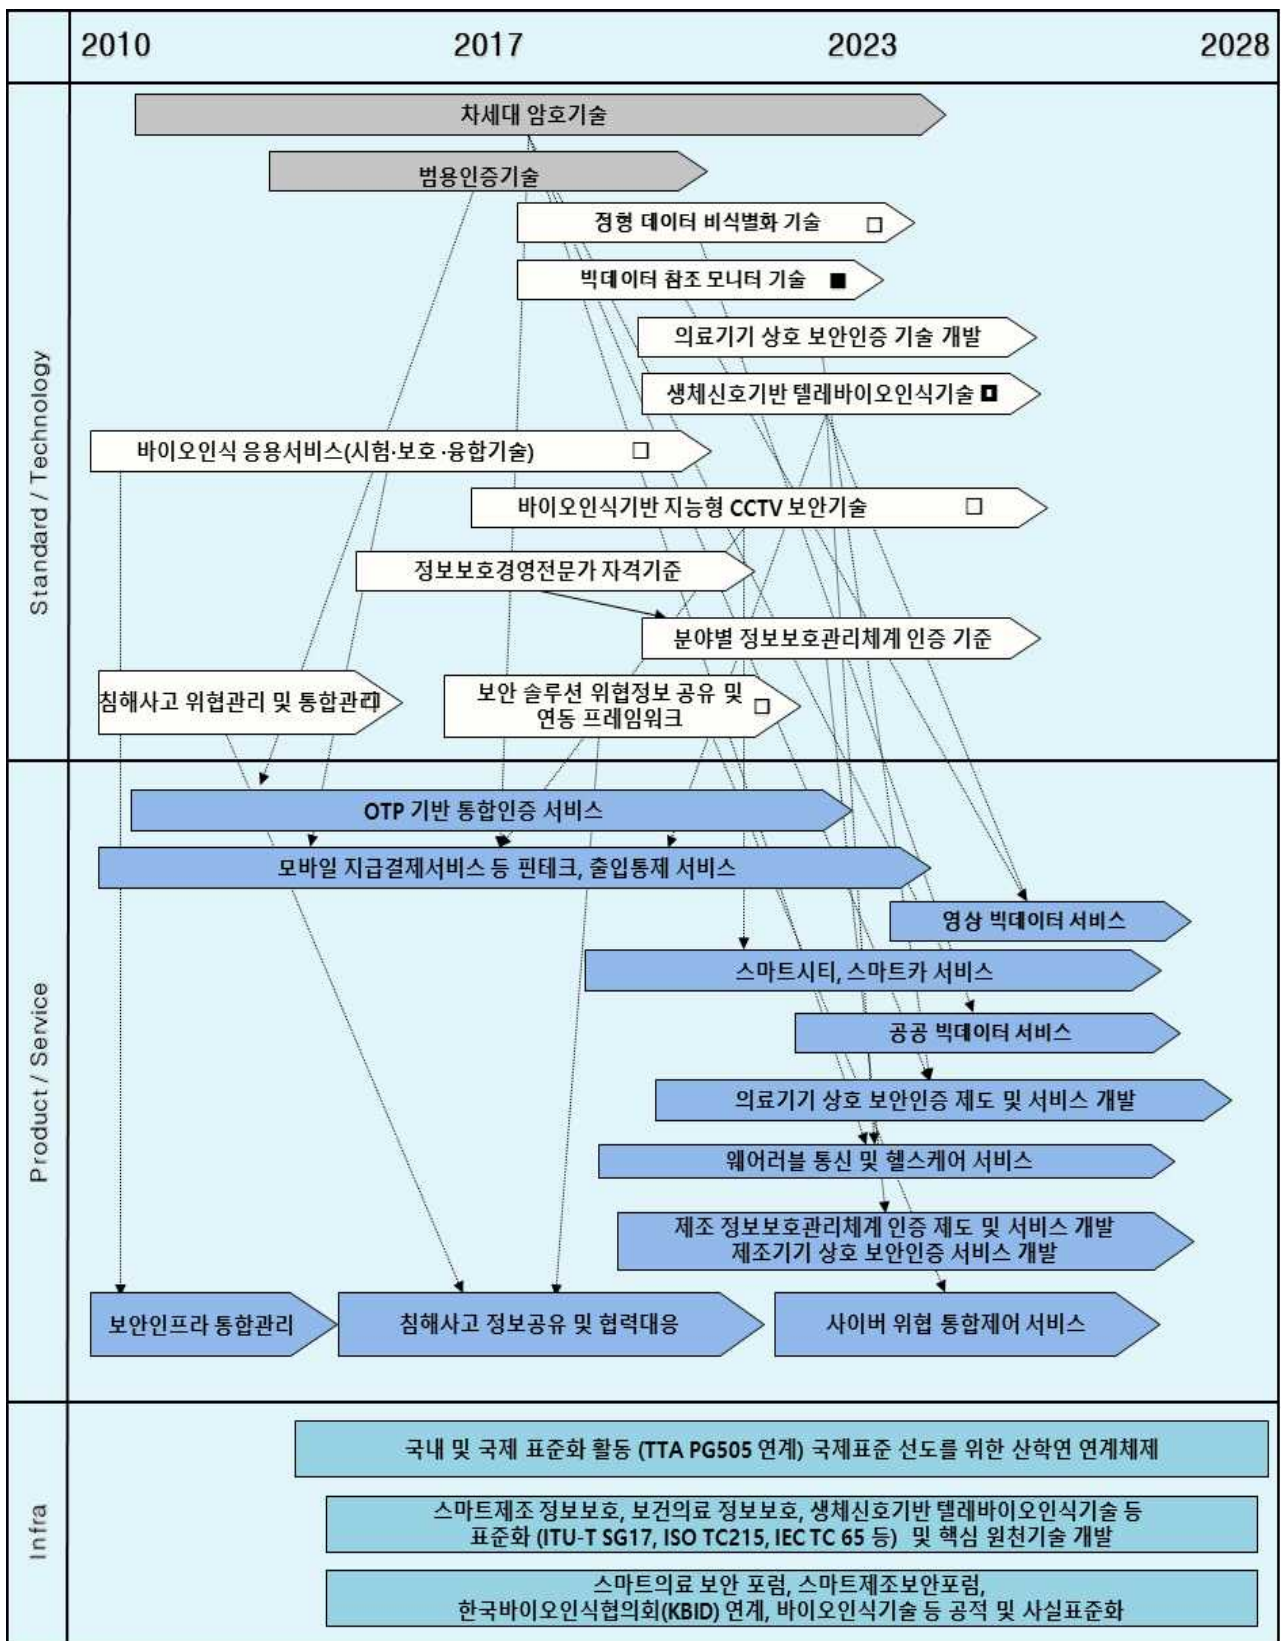 2010 2017 2023 2028
Standard / Technology
차세대 암호기술
범용인증기술
정형 데이터 비식별화 기술 □
빅데이터 참조 모니터 기술 ■
의료기기 상호 보안인증 기술 개발
생체신호기반 텔레바이오인식기술
바이오인식 응용서비스(시험·보호·융합기술) □
바이오인식기반 지능형 CCTV 보안기술 □
정보보호경영전문가 자격기준
분야별 정보보호관리체계 인증 기준
침해사고 위협관리 및 통합관리 □
보안 솔루션 위협정보 공유 및
연동 프레임워크 □
Product / Service
OTP 기반 통합인증 서비스
모바일 지급결제서비스 등 핀테크, 출입통제 서비스
영상 빅데이터 서비스
스마트시티, 스마트카 서비스
공공 빅데이터 서비스
의료기기 상호 보안인증 제도 및 서비스 개발
웨어러블 통신 및 헬스케어 서비스
제조 정보보호관리체계 인증 제도 및 서비스 개발
제조기기 상호 보안인증 서비스 개발
보안인프라 통합관리
침해사고 정보공유 및 협력대응
사이버 위협 통합제어 서비스
Infra
국내 및 국제 표준화 활동 (TTA PG505 연계) 국제표준 선도를 위한 산학연 연계체제
스마트제조 정보보호, 보건의료 정보보호, 생체신호기반 텔레바이오인식기술 등
표준화 (ITU-T SG17, ISO TC215, IEC TC 65 등) 및 핵심 원천기술 개발
스마트의료 보안 포럼, 스마트제조보안포럼,
한국바이오인식협의회(KBID) 연계, 바이오인식기술 등 공적 및 사실표준화